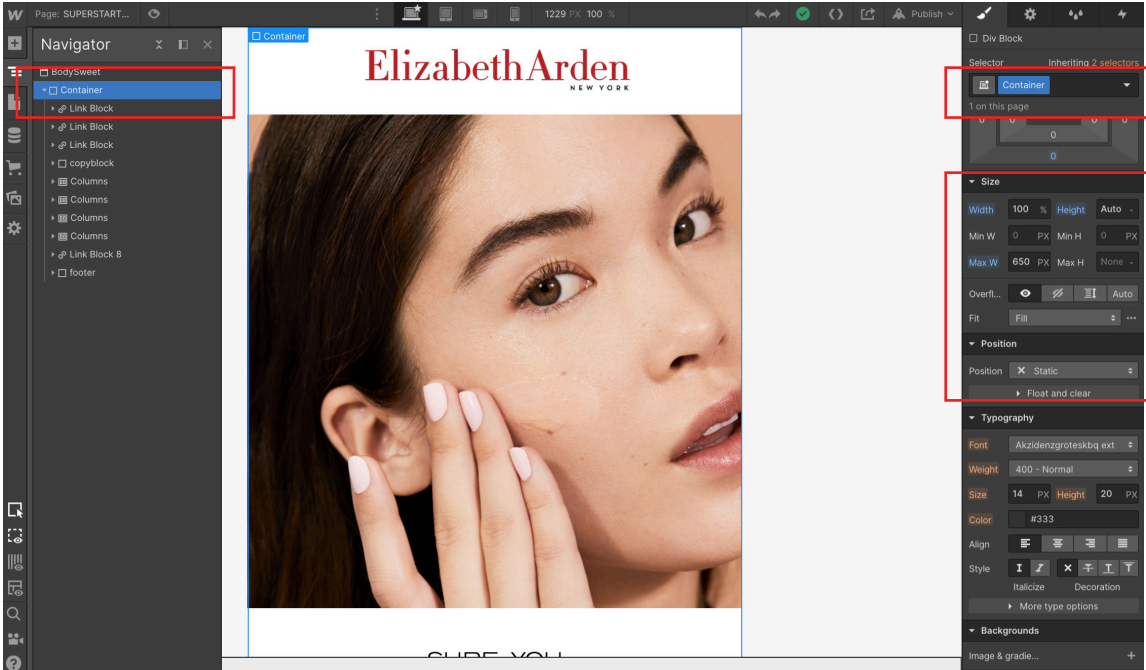 Page: SUPERSTART...
1229 PX 100 %
Publish
Navigator
BodySweet
Container
Link Block
Link Block
Link Block
copyblock
Columns
Columns
Columns
Columns
Link Block 8
footer
Container
Elizabeth Arden
NEW YORK
Div Block
Selector Inheriting 2 selectors
Container
1 on this page
0 0 0 0
0
0
Size
Width 100 % Height Auto -
Min W 0 PX Min H 0 PX
Max W 650 PX Max H None -
Overfl... Auto
Fit Fill
Position
Position Static
Float and clear
Typography
Font Akzidenzgroteskbq ext
Weight 400 - Normal
Size 14 PX Height 20 PX
Color #333
Align
Style
Italicize Decoration
More type options
Backgrounds
Image & gradie... +